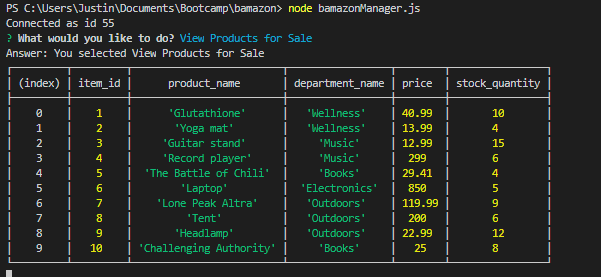 PS C:\Users\Justin\Documents\Bootcamp\bamazon> node bamazonManager.js
Connected as id 55
? What would you like to do? View Products for Sale
Answer: You selected View Products for Sale
(index) item_id product_name department_name price stock_quantity
0 1 'Glutathione' 'Wellness' 40.99 10
1 2 'Yoga mat' 'Wellness' 13.99 4
2 3 'Guitar stand' 'Music' 12.99 15
3 4 'Record player' 'Music' 299 6
4 5 'The Battle of Chili' 'Books' 29.41 4
5 6 'Laptop' 'Electronics' 850 5
6 7 'Lone Peak Altra' 'Outdoors' 119.99 9
7 8 'Tent' 'Outdoors' 200 6
8 9 'Headlamp' 'Outdoors' 22.99 12
9 10 'Challenging Authority' 'Books' 25 8